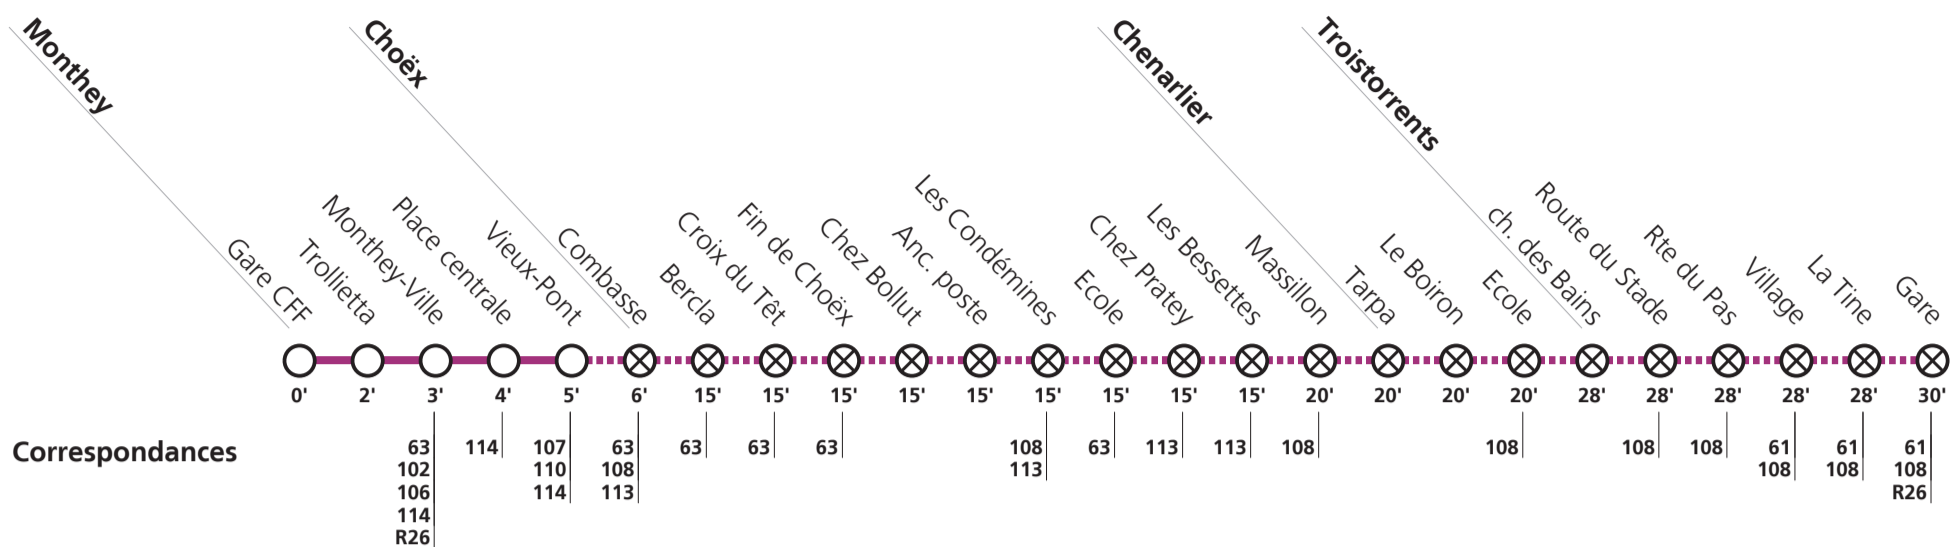 Monthey
Choëx
Chenarlier
Troistorrents
Gare CFF
Trollietta
Monthey-Ville
Place centrale
Vieux-Pont
Combasse
Bercla
Croix du Têt
Fin de Choëx
Chez Bollut
Anc. poste
Les Condémines
Ecole
Chez Pratey
Les Bessettes
Massillon
Tarpa
Le Boiron
Ecole
ch. des Bains
Route du Stade
Rte du Pas
Village
La Tine
Gare
0' 2' 3' 4' 5' 6' 15' 15' 15' 15' 15' 15' 15' 15' 15' 20' 20' 20' 20' 28' 28' 28' 28' 28' 30'
Correspondances
63 114 107 63 63 63 63 108 63 113 113 108 108 108 108 61 61 61
102 110 108 113 108 108 108
106 114 113 R26
114
R26